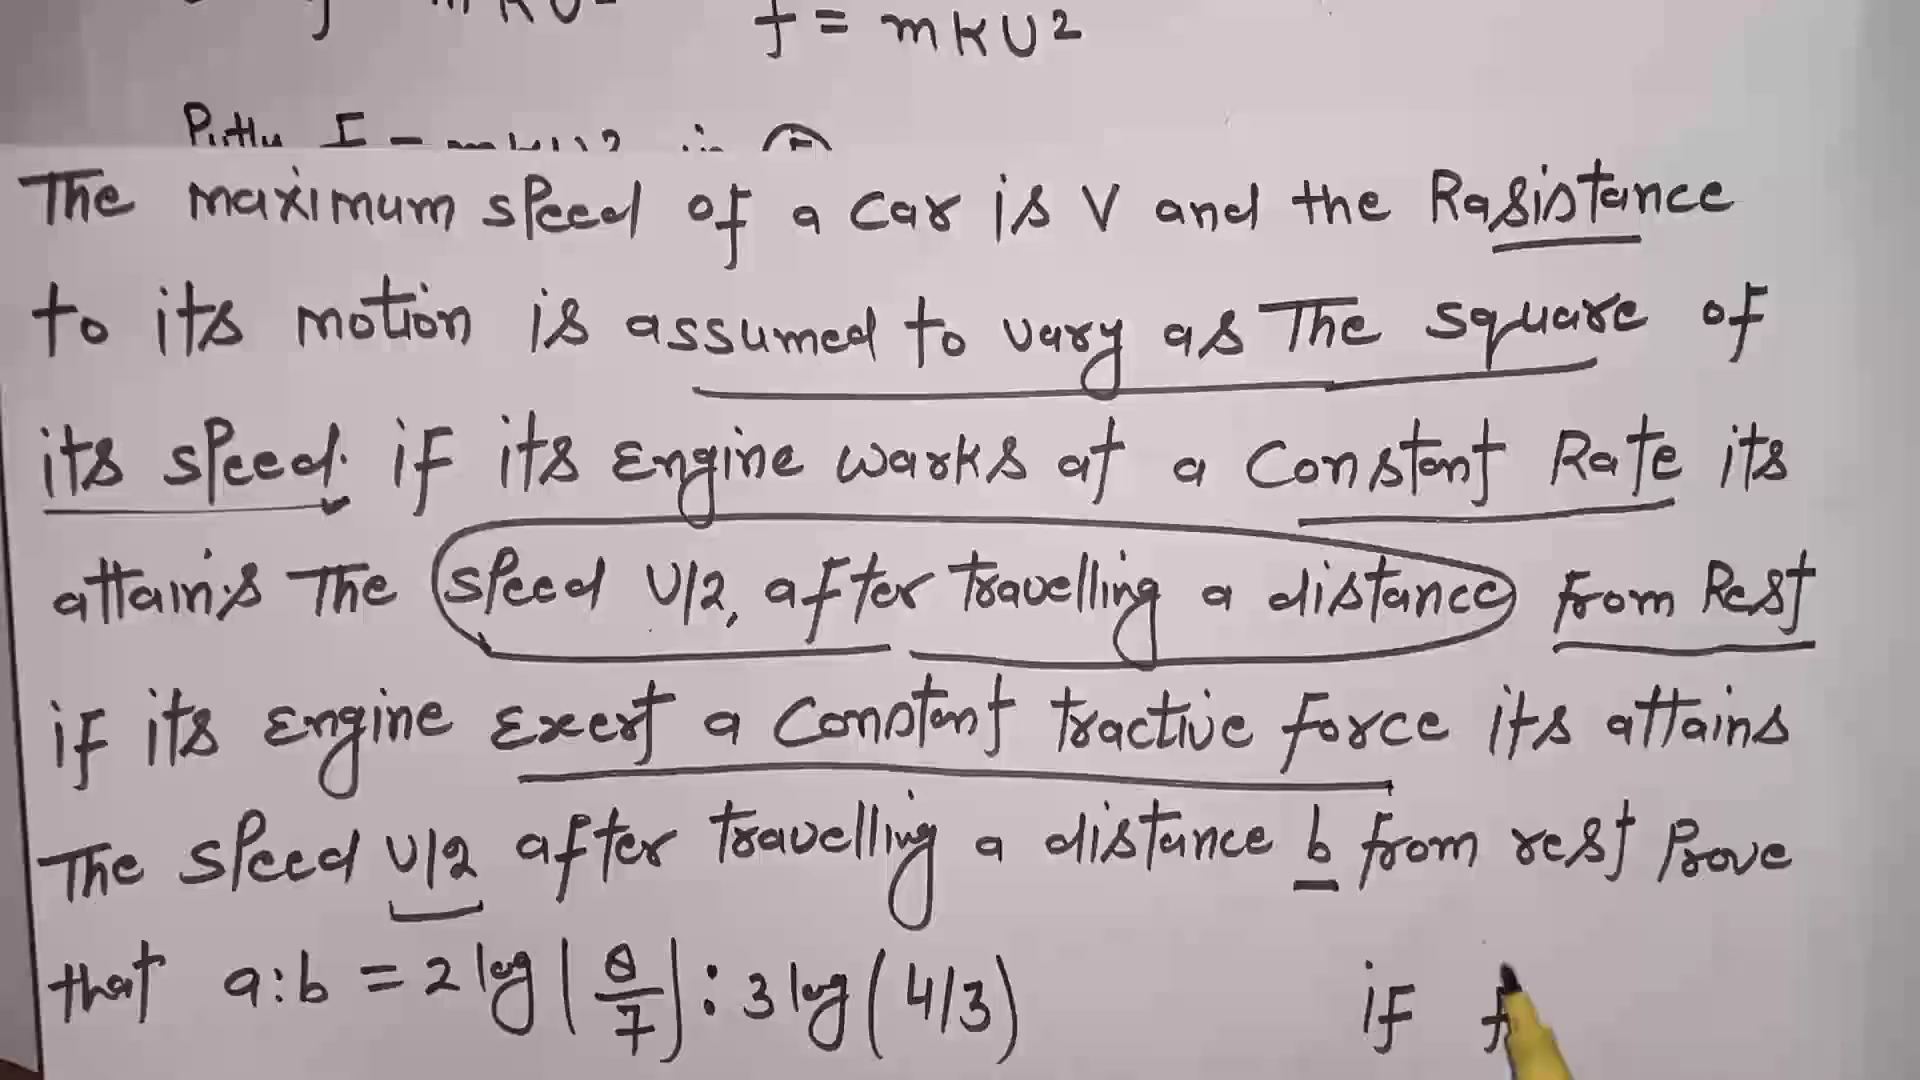 f = mKU2
The maximum speed of a car is V and the Rasistance
to its motion is assumed to vary as The square of
its speed. if its Engine warks at a Constant Rate its
attains The speed U/2, after travelling a distance from Rest
if its Engine Exert a Constant tractive force its attains
The Speed U/2 after travelling a distance b from rest Prove
that a:b = 2 log (8/7) : 3 log (4/3)
if f